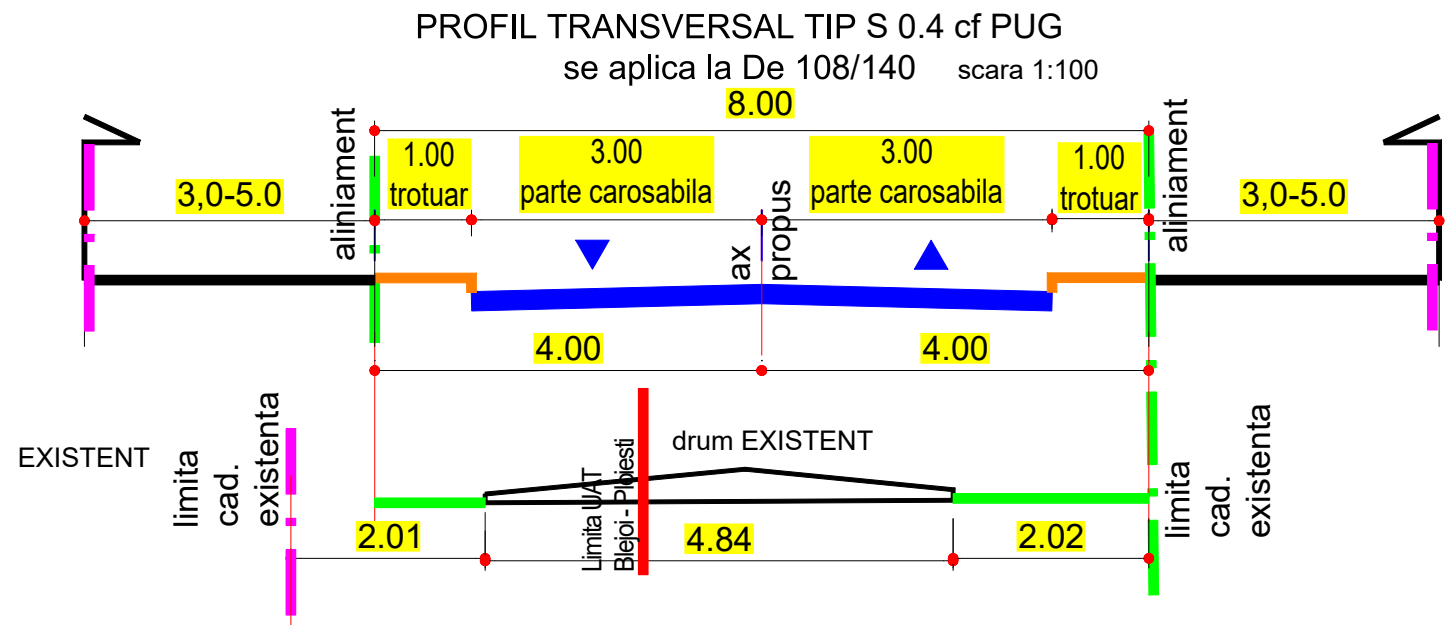 PROFIL TRANSVERSAL TIP S 0.4 cf PUG
se aplica la De 108/140 scara 1:100
8.00
aliniament
aliniament
1.00
trotuar
3.00
parte carosabila
3.00
parte carosabila
1.00
trotuar
3,0-5.0
3,0-5.0
ax
propus
4.00
4.00
EXISTENT
limita
cad.
existenta
drum EXISTENT
Limita UAT
Blejoi - Ploiesti
limita
cad.
existenta
2.01
4.84
2.02